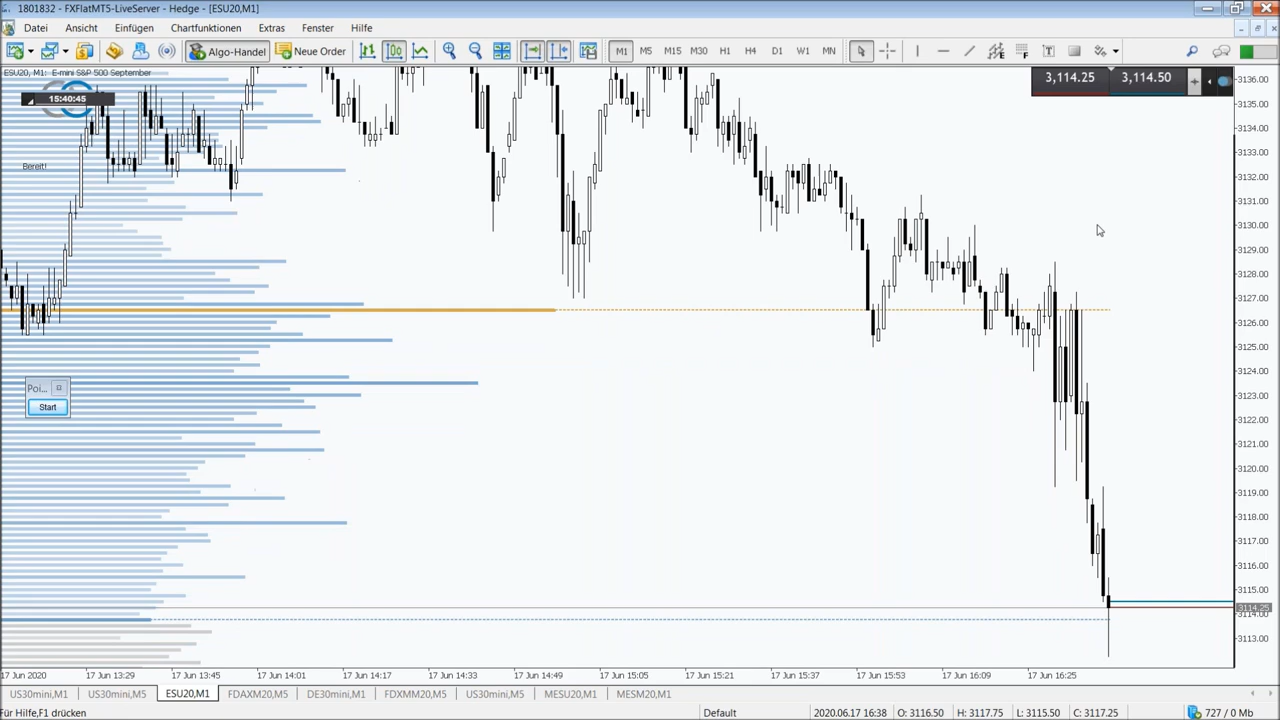 1801832 - FXFlatMT5-LiveServer - Hedge - [ESU20,M1]
Datei Ansicht Einfügen Chartfunktionen Extras Fenster Hilfe
Algo-Handel Neue Order M1 M5 M15 M30 H1 H4 D1 W1 MN
ESU20, M1: E-mini S&P 500 September
3,114.25 3,114.50
15:40:45
Bereit!
Poi...
Start
3136.00
3135.00
3134.00
3133.00
3132.00
3131.00
3130.00
3129.00
3128.00
3127.00
3126.00
3125.00
3124.00
3123.00
3122.00
3121.00
3120.00
3119.00
3118.00
3117.00
3116.00
3115.00
3114.25
3114.00
3113.00
17 Jun 2020 17 Jun 13:29 17 Jun 13:45 17 Jun 14:01 17 Jun 14:17 17 Jun 14:33 17 Jun 14:49 17 Jun 15:05 17 Jun 15:21 17 Jun 15:37 17 Jun 15:53 17 Jun 16:09 17 Jun 16:25
US30mini,M1 US30mini,M5 ESU20,M1 FDAXM20,M5 DE30mini,M1 FDXMM20,M5 US30mini,M5 MESU20,M1 MESM20,M1
Für Hilfe,F1 drücken Default 2020.06.17 16:38 O: 3116.50 H: 3117.75 L: 3115.50 C: 3117.25 727 / 0 Mb